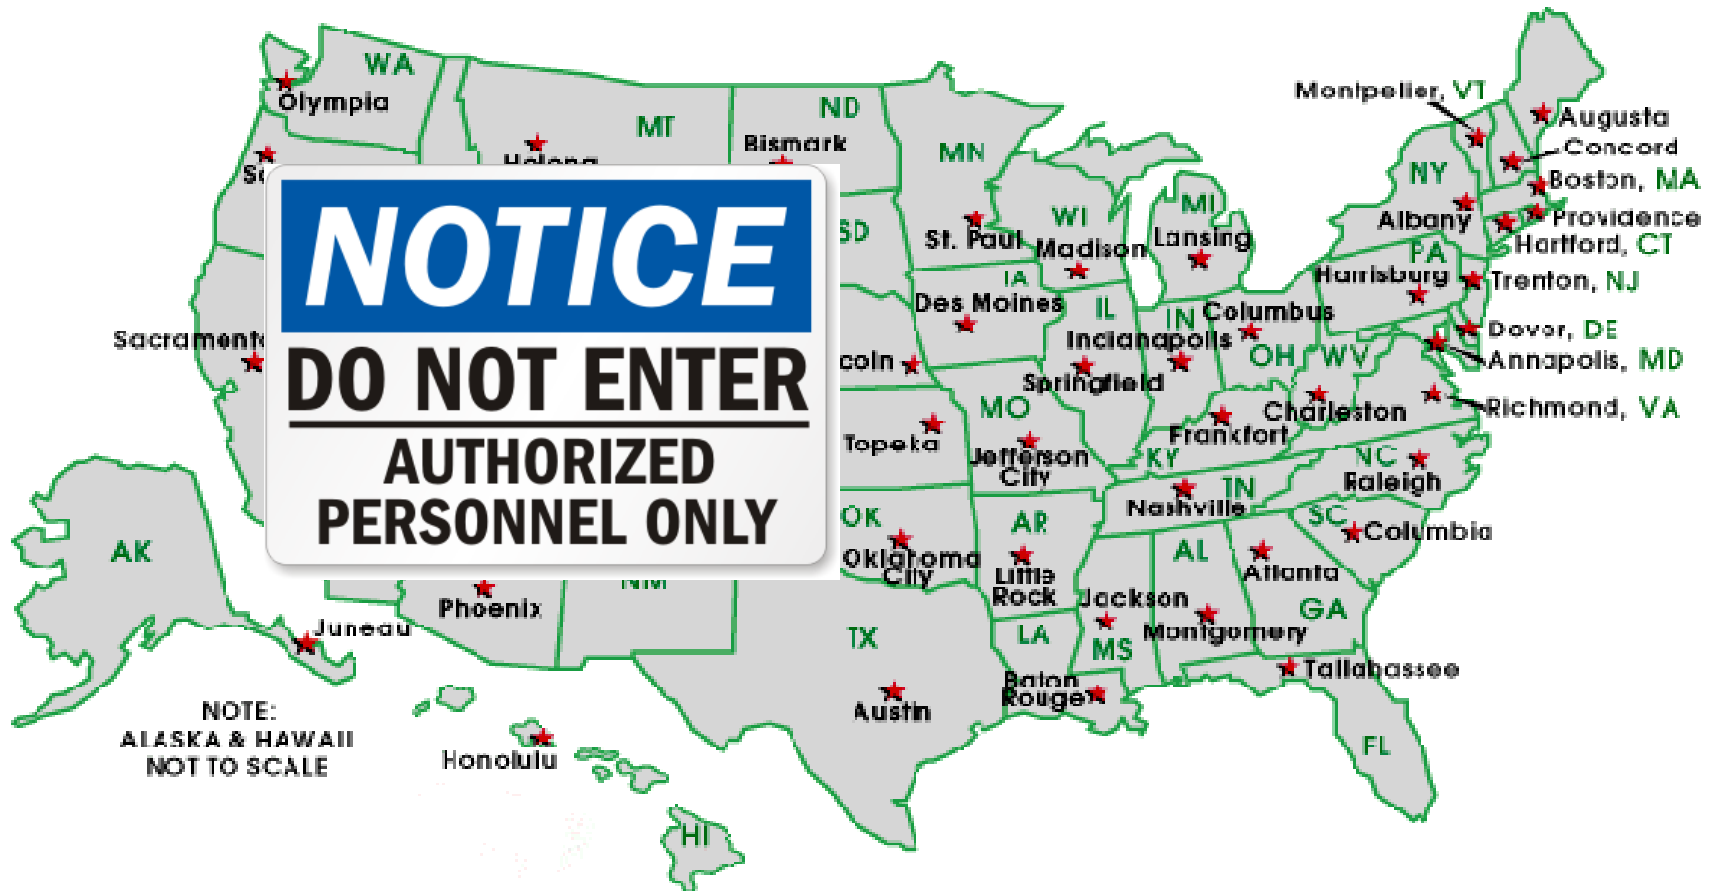 WA
Olympia
MT
ND
Bismark
MN
Montpelier, VT
Augusta
Concord
NY
Boston, MA
Albany
Providence
Hartford, CT
PA
Harrisburg
Trenton, NJ
Dover, DE
Annapolis, MD
Richmond, VA
WI
MI
St. Paul
Madison
Lansing
SD
IA
Des Moines
IL
IN
Columbus
Indianapolis
OH
WV
Springfield
Charleston
Frankfort
KY
MO
Topeka
Jefferson
City
NC
Raleigh
TN
Nashville
SC
Columbia
OK
Oklahoma
City
AR
Little
Rock
AL
Atlanta
GA
Jackson
Montgomery
MS
LA
Baton
Rouge
Tallahassee
FL
TX
Austin
NM
Phoenix
Sacramento
NOTICE
DO NOT ENTER
AUTHORIZED
PERSONNEL ONLY
AK
Juneau
NOTE:
ALASKA & HAWAII
NOT TO SCALE
Honolulu
HI